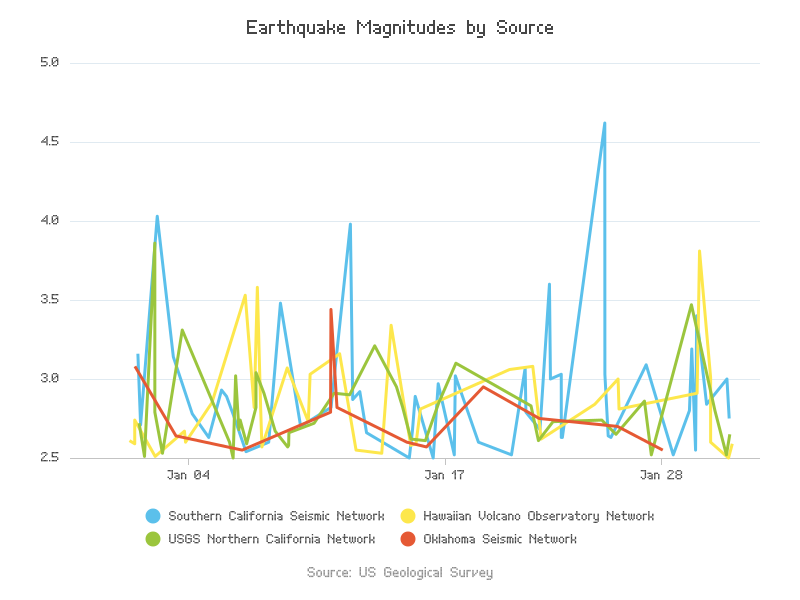 Earthquake Magnitudes by Source
5.0
4.5
4.0
3.5
3.0
2.5
Jan 04 Jan 17 Jan 28
Southern California Seismic Network Hawaiian Volcano Observatory Network
USGS Northern California Network Oklahoma Seismic Network
Source: US Geological Survey